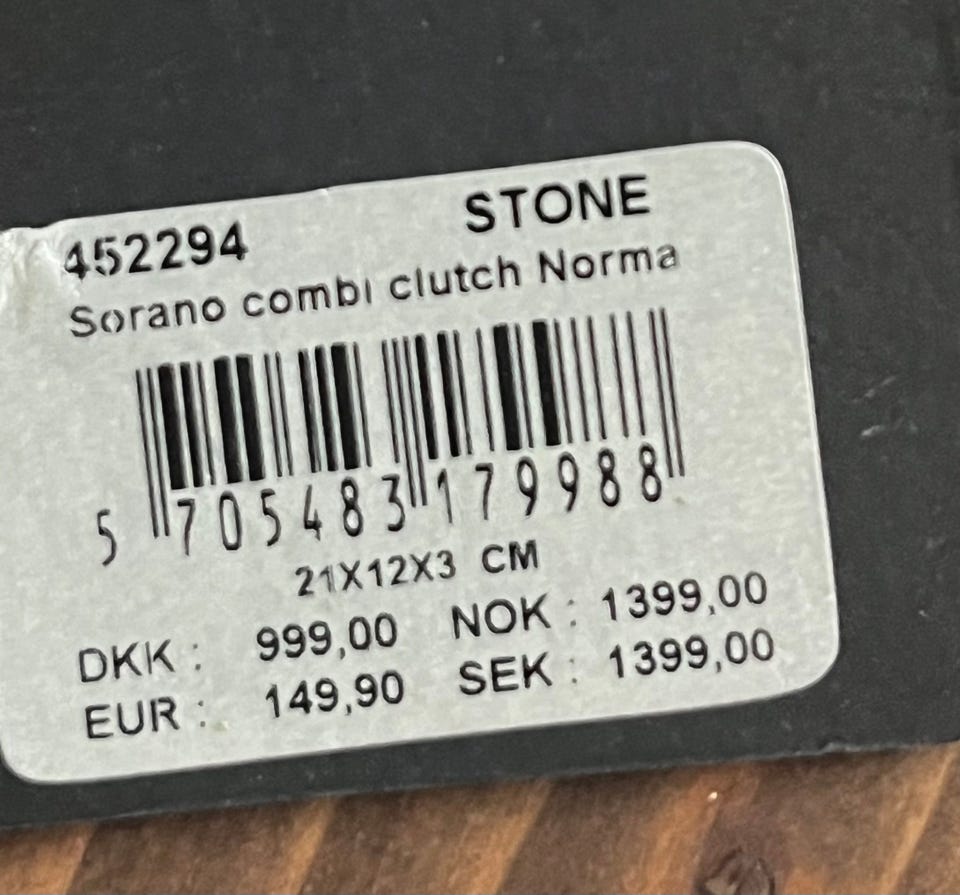 452294 STONE
Sorano combi clutch Norma
5 705483 179988
21X12X3 CM
DKK : 999,00 NOK : 1399,00
EUR : 149,90 SEK : 1399,00